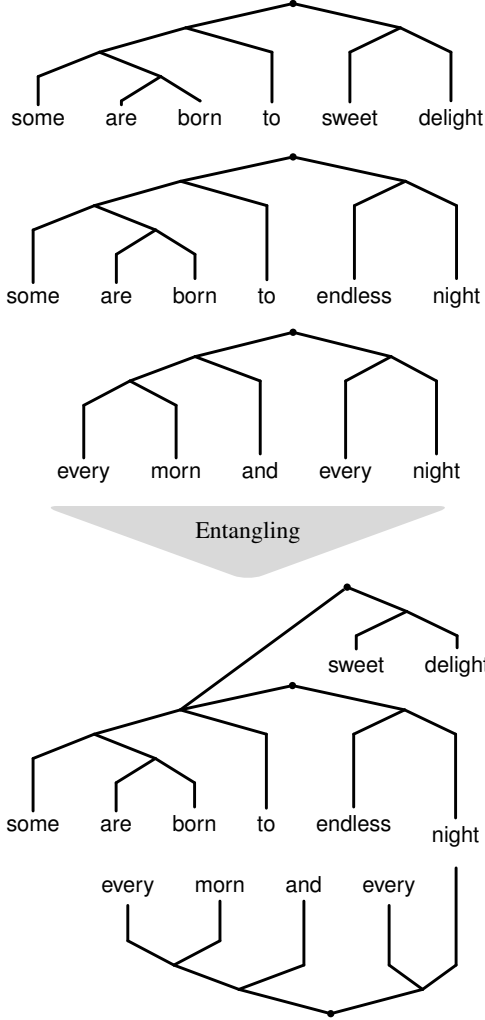 some are born to sweet delight
some are born to endless night
every morn and every night
Entangling
sweet delight
some are born to endless night
every morn and every